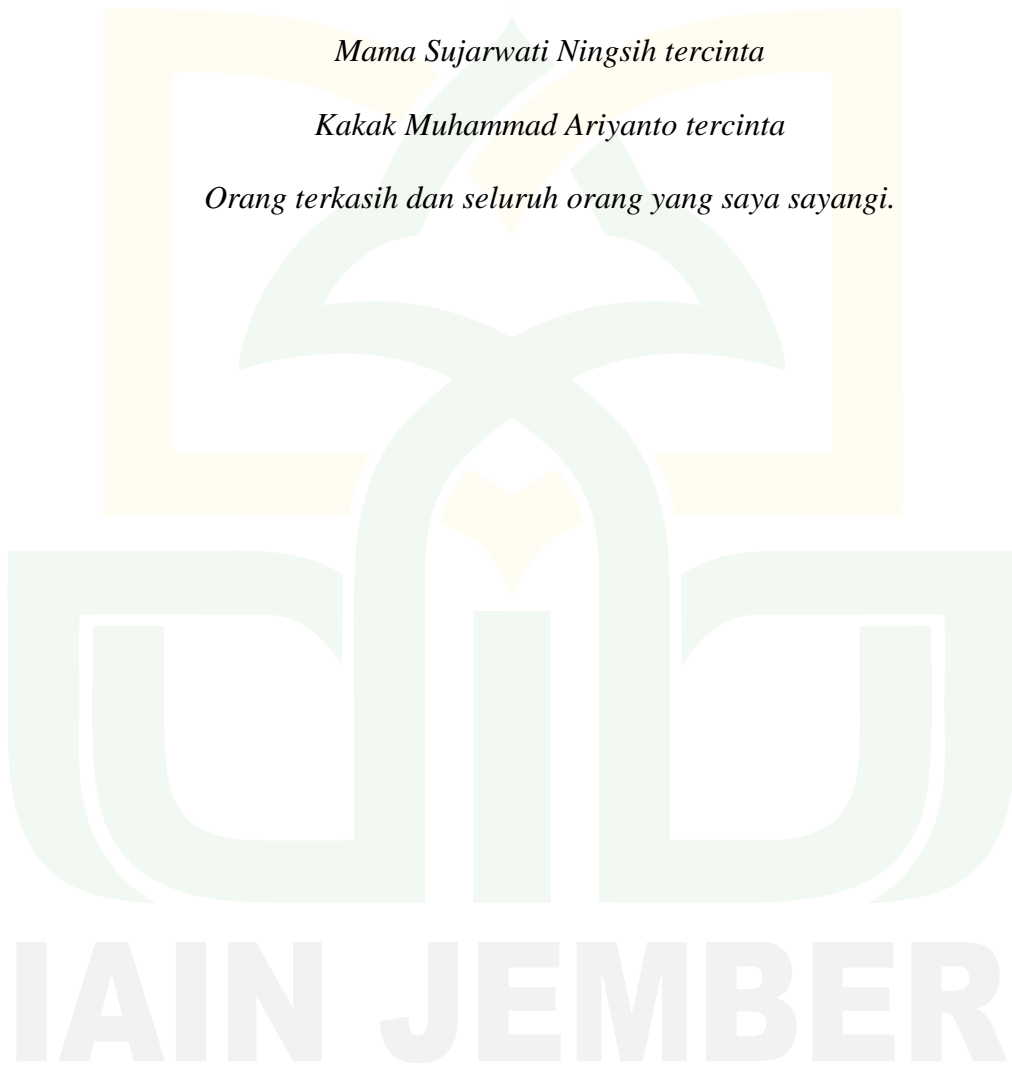 Mama Sujarwati Ningsih tercinta
Kakak Muhammad Ariyanto tercinta
Orang terkasih dan seluruh orang yang saya sayangi.
IAIN JEMBER